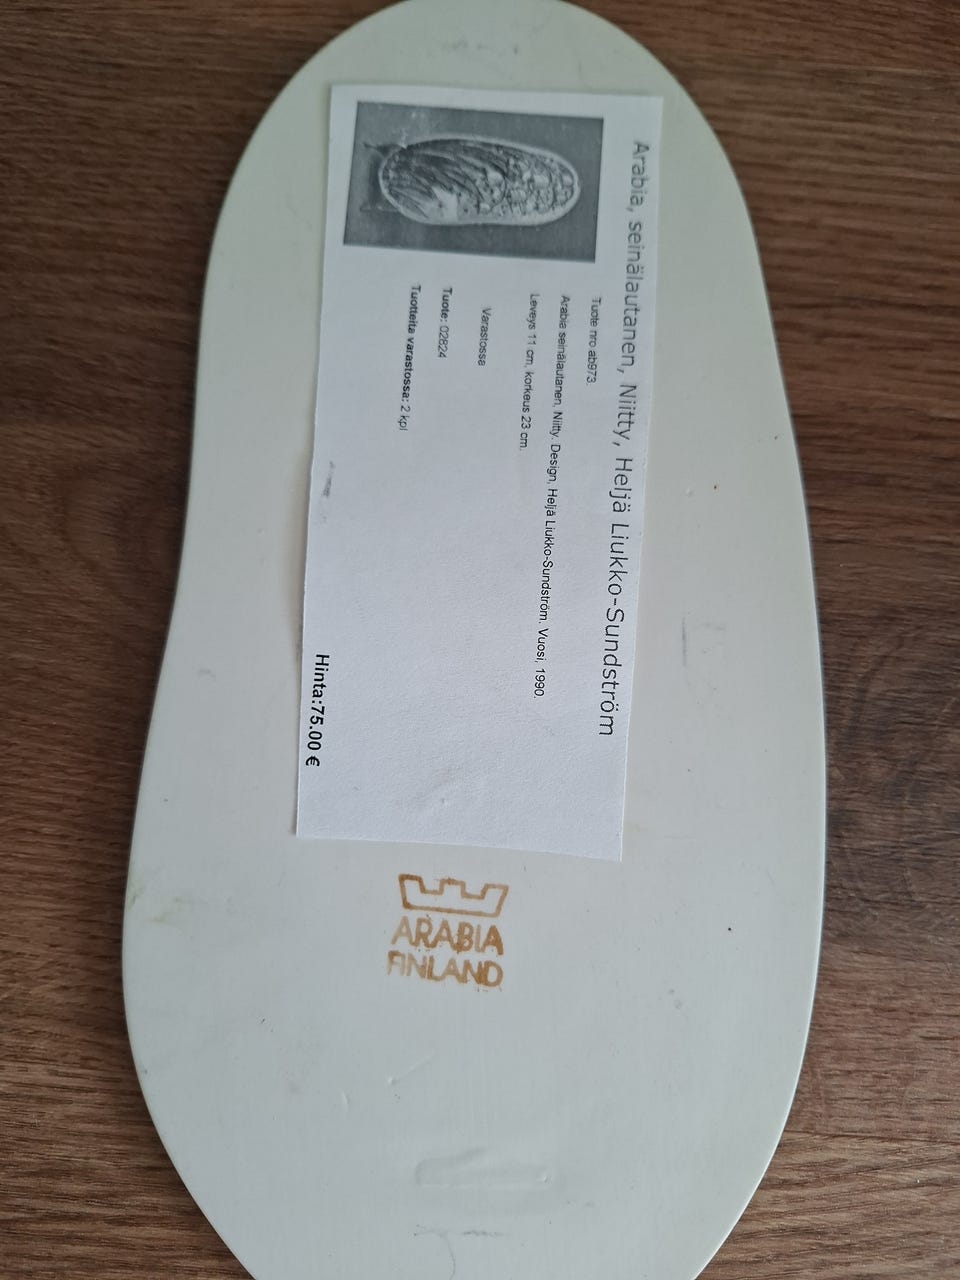 Arabia, seinälautanen, Niitty, Heljä Liukko-Sundström
Tuote nro ab973.
Arabia seinälautanen, Niitty. Design, Heljä Liukko-Sundström. Vuosi, 1990.
Leveys 11 cm, korkeus 23 cm.
Varastossa
Tuote: 02824
Tuotteita varastossa: 2 kpl
Hinta:75.00 €
ARABIA
FINLAND